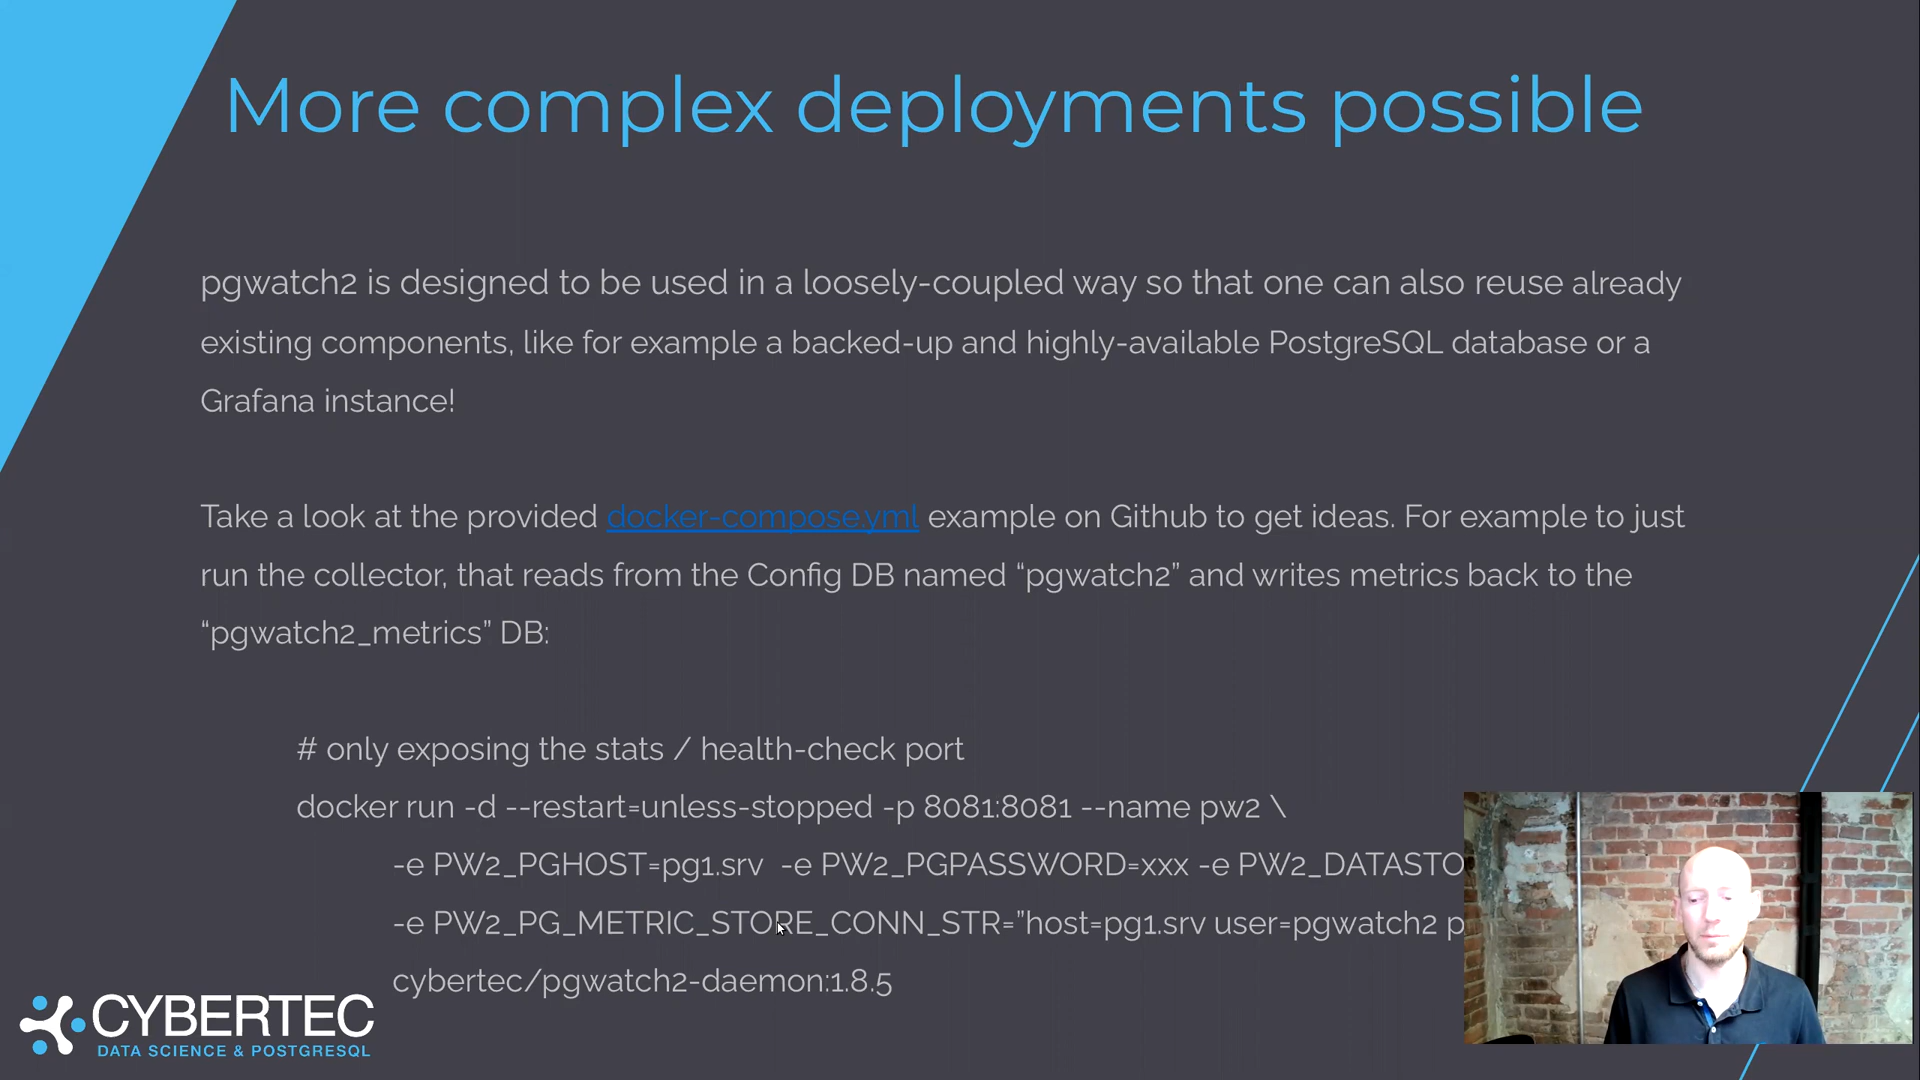 More complex deployments possible
pgwatch2 is designed to be used in a loosely-coupled way so that one can also reuse already
existing components, like for example a backed-up and highly-available PostgreSQL database or a
Grafana instance!
Take a look at the provided docker-compose.yml example on Github to get ideas. For example to just
run the collector, that reads from the Config DB named “pgwatch2” and writes metrics back to the
“pgwatch2_metrics” DB:
# only exposing the stats / health-check port
docker run -d --restart=unless-stopped -p 8081:8081 --name pw2 \
-e PW2_PGHOST=pg1.srv -e PW2_PGPASSWORD=xxx -e PW2_DATASTO
-e PW2_PG_METRIC_STORE_CONN_STR=”host=pg1.srv user=pgwatch2 p
cybertec/pgwatch2-daemon:1.8.5
CYBERTEC
DATA SCIENCE & POSTGRESQL